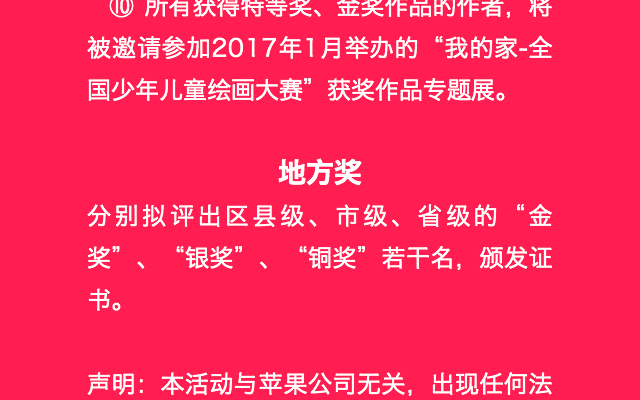 ⑩ 所有获得特等奖、金奖作品的作者，将
被邀请参加2017年1月举办的“我的家-全
国少年儿童绘画大赛”获奖作品专题展。
地方奖
分别拟评出区县级、市级、省级的“金
奖”、“银奖”、“铜奖”若干名，颁发证
书。
声明：本活动与苹果公司无关，出现任何法